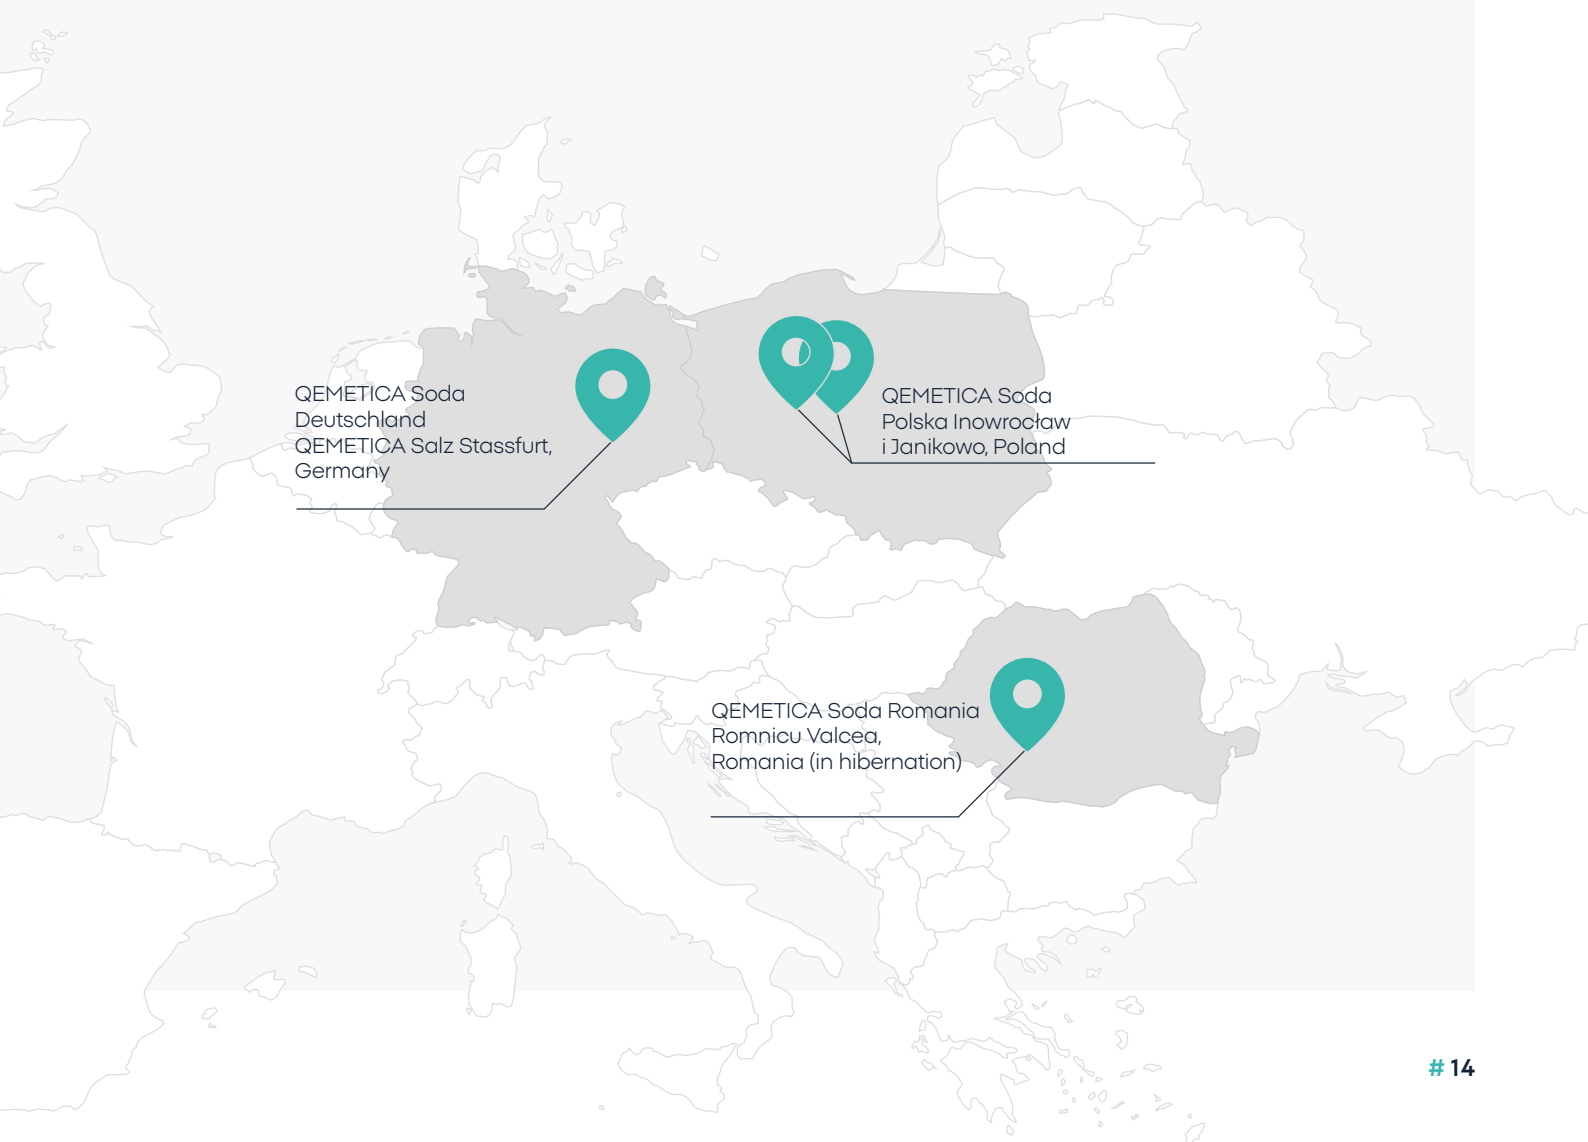 QEMETICA Soda
Deutschland
QEMETICA Salz Stassfurt,
Germany
QEMETICA Soda
Polska Inowrocław
i Janikowo, Poland
QEMETICA Soda Romania
Romnicu Valcea,
Romania (in hibernation)
# 14